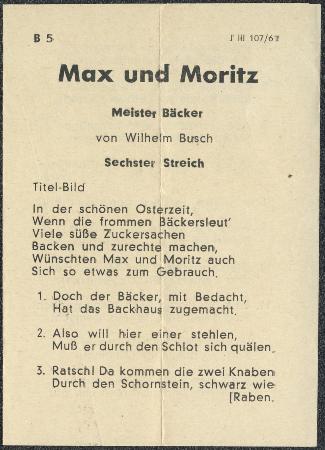 B 5
J III 107/62
Max und Moritz
Meister Bäcker
von Wilhelm Busch
Sechster Streich
Titel-Bild
In der schönen Osterzeit,
Wenn die frommen Bäckersleut'
Viele süße Zuckersachen
Backen und zurechte machen,
Wünschten Max und Moritz auch
Sich so etwas zum Gebrauch.
1. Doch der Bäcker, mit Bedacht,
Hat das Backhaus zugemacht.
2. Also will hier einer stehlen,
Muß er durch den Schlot sich quälen.
3. Ratsch! Da kommen die zwei Knaben
Durch den Schornstein, schwarz wie
[Raben.